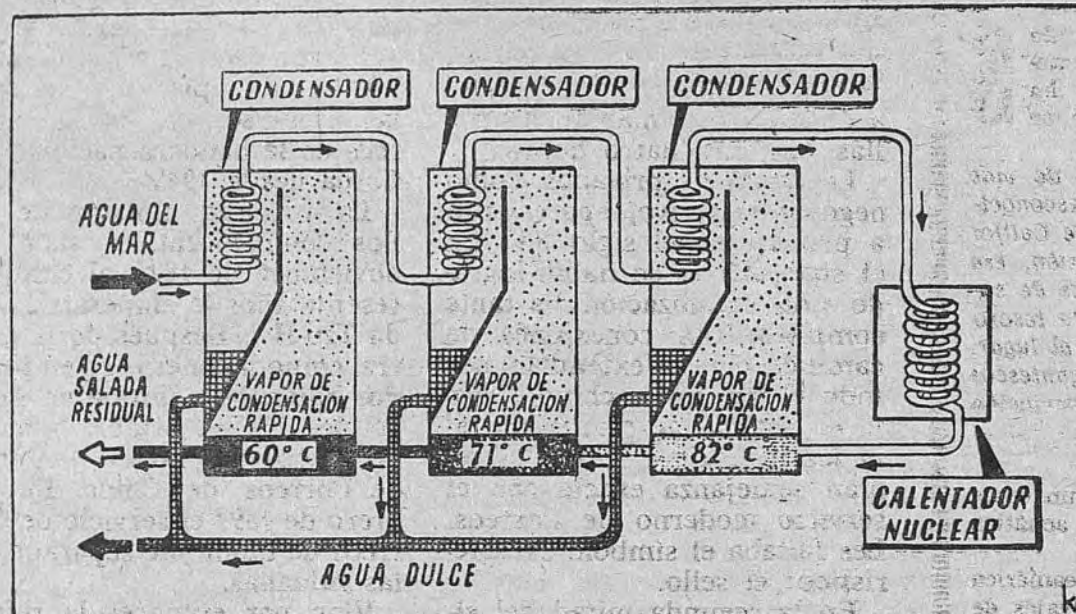 CONDENSADOR
CONDENSADOR
CONDENSADOR
AGUA DEL
MAR
AGUA
SALADA
RESIDUAL
VAPOR DE
CONDENSACION
RAPIDA
60° C
VAPOR DE
CONDENSACION
RAPIDA
71° C
VAPOR DE
CONDENSACION
RAPIDA
82° C
CALENTADOR
NUCLEAR
AGUA DULCE